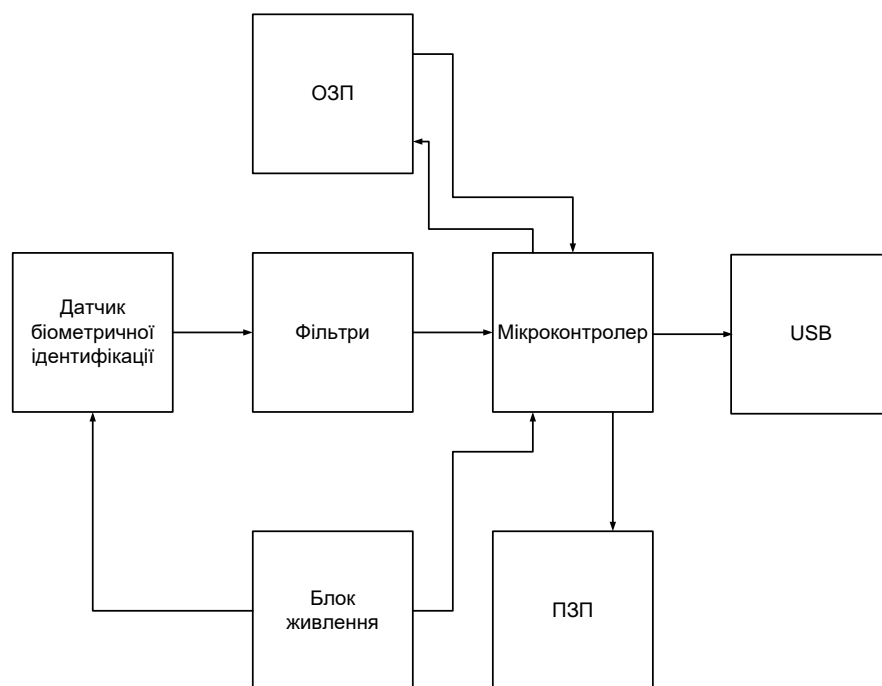 ОЗП
Датчик
біометричної
ідентифікації
Фільтри
Мікроконтролер
USB
Блок
живлення
ПЗП